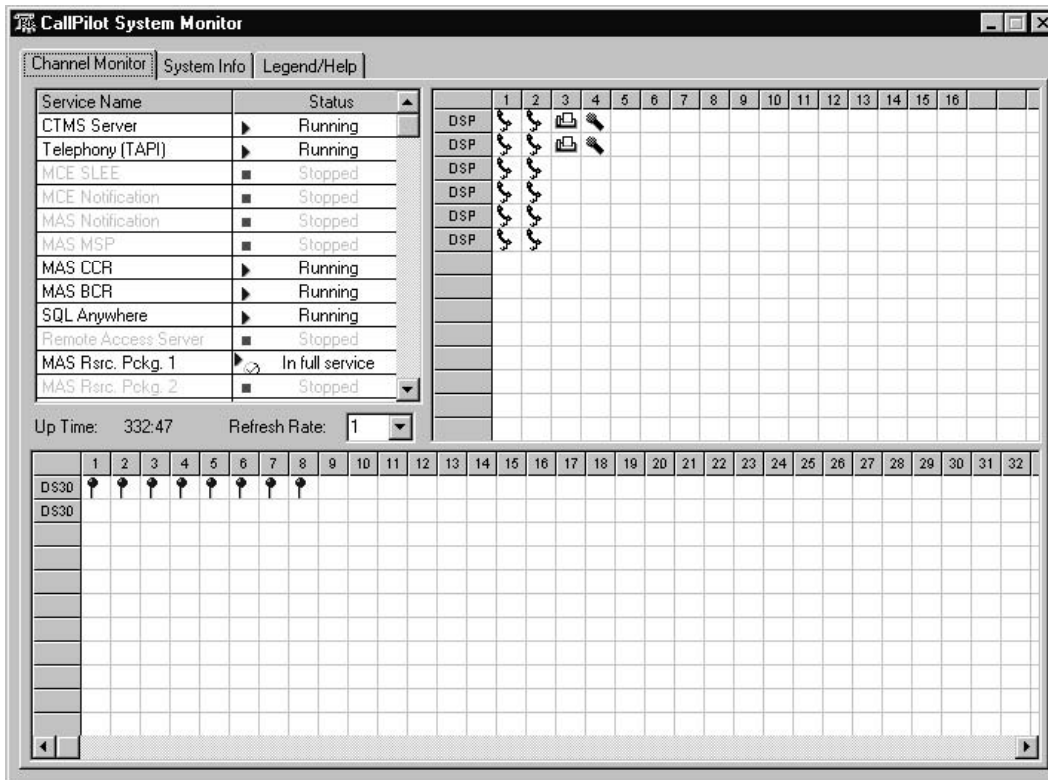 CallPilot System Monitor
Channel Monitor System Info Legend/Help
Service Name Status
CTMS Server Running
Telephony (TAPI) Running
MCE SLEE Stopped
MCE Notification Stopped
MAS Notification Stopped
MAS MSP Stopped
MAS CCR Running
MAS BCR Running
SQL Anywhere Running
Remote Access Server Stopped
MAS Rsrc. Pckg. 1 In full service
MAS Rsrc. Pckg. 2 Stopped
Up Time: 332:47 Refresh Rate: 1
1 2 3 4 5 6 7 8 9 10 11 12 13 14 15 16
DSP
DSP
DSP
DSP
DSP
DSP
1 2 3 4 5 6 7 8 9 10 11 12 13 14 15 16 17 18 19 20 21 22 23 24 25 26 27 28 29 30 31 32
DS30
DS30